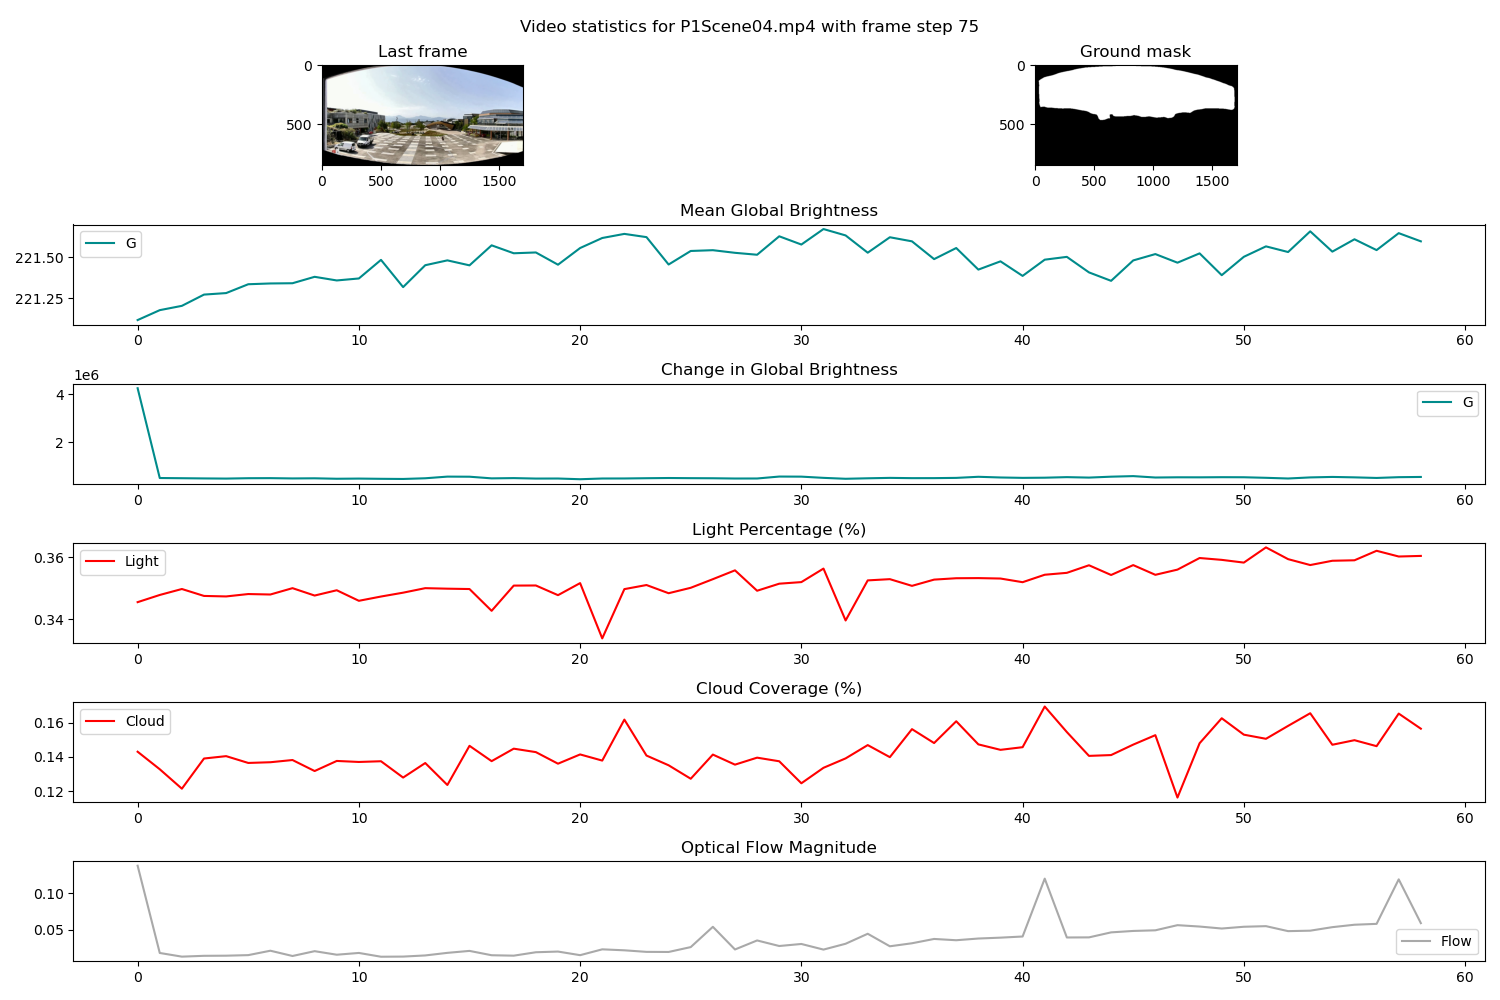 Video statistics for P1Scene04.mp4 with frame step 75
Last frame
0
500
0 500 1000 1500
Ground mask
0
500
0 500 1000 1500
Mean Global Brightness
G
221.50
221.25
0 10 20 30 40 50 60
Change in Global Brightness
1e6
G
4
2
0 10 20 30 40 50 60
Light Percentage (%)
Light
0.36
0.34
0 10 20 30 40 50 60
Cloud Coverage (%)
Cloud
0.16
0.14
0.12
0 10 20 30 40 50 60
Optical Flow Magnitude
0.10
0.05
Flow
0 10 20 30 40 50 60